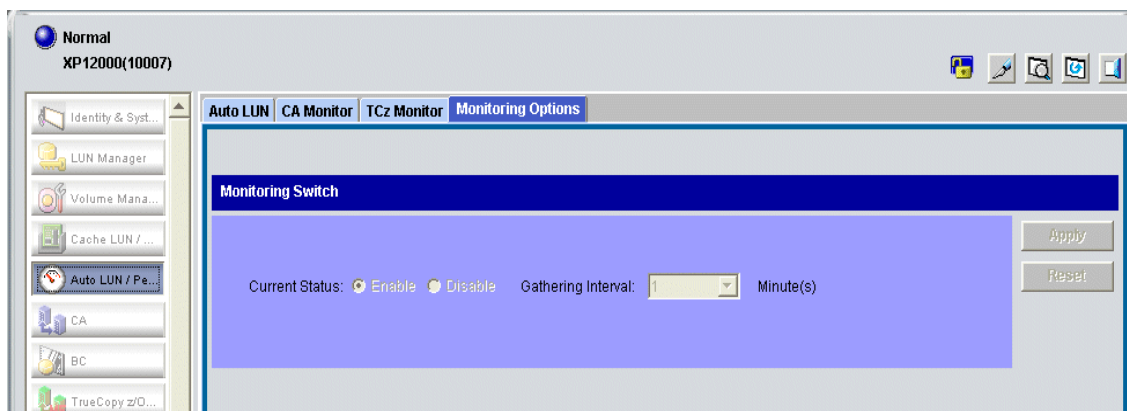 Normal
XP12000(10007)
Identity & Syst...
LUN Manager
Volume Mana...
Cache LUN / ...
Auto LUN / Pe...
CA
BC
TrueCopy z/O...
Auto LUN CA Monitor TCz Monitor Monitoring Options
Monitoring Switch
Current Status: Enable Disable Gathering Interval: 1 Minute(s)
Apply
Reset